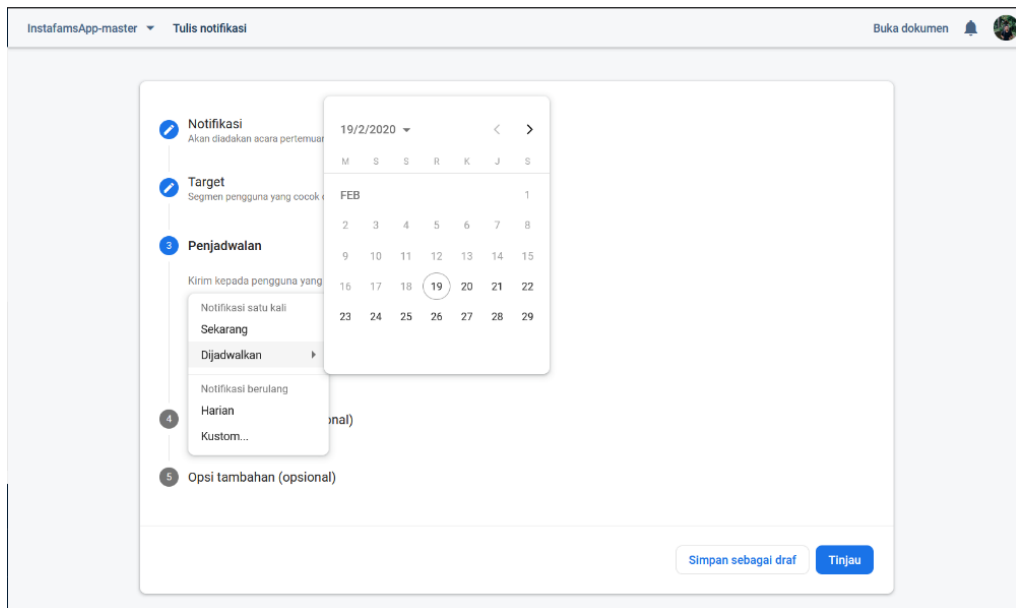 InstafamsApp-master Tulis notifikasi Buka dokumen
Notifikasi
Akan diadakan acara pertemuan
Target
Segmen pengguna yang cocok
3 Penjadwalan
Kirim kepada pengguna yang
Notifikasi satu kali
Sekarang
Dijadwalkan
Notifikasi berulang
Harian
Kustom...
19/2/2020
M S S R K J S
FEB 1
2 3 4 5 6 7 8
9 10 11 12 13 14 15
16 17 18 19 20 21 22
23 24 25 26 27 28 29
4 onal)
5 Opsi tambahan (opsional)
Simpan sebagai draf Tinjau